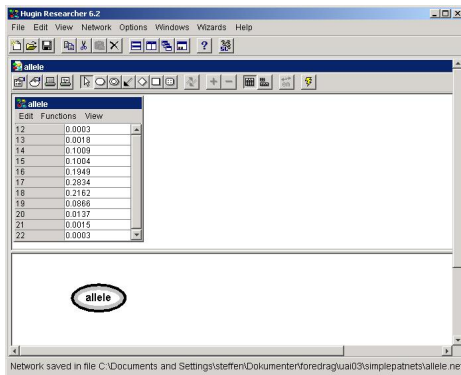 Hugin Researcher 6.2
File Edit View Network Options Windows Wizards Help
allele
allele
Edit Functions View
12 0.0003
13 0.0018
14 0.1009
15 0.1004
16 0.1949
17 0.2834
18 0.2162
19 0.0866
20 0.0137
21 0.0015
22 0.0003
allele
Network saved in file C:\Documents and Settings\steffen\Dokumenter\foredrag\uai03\simplepatnets\allele.ne